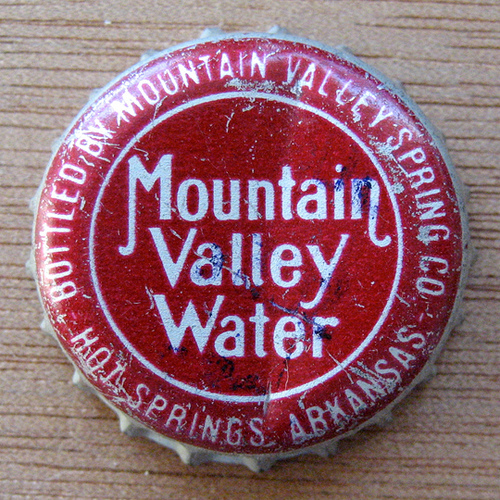 BOTTLED BY MOUNTAIN VALLEY SPRING CO.
Mountain
Valley
Water
HOT SPRINGS, ARKANSAS